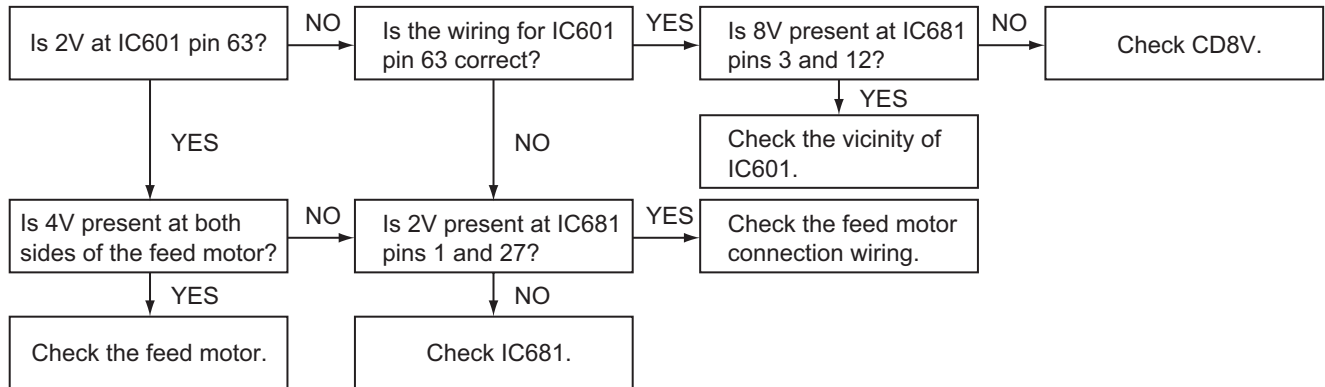 Is 2V at IC601 pin 63?
NO
Is the wiring for IC601
pin 63 correct?
YES
Is 8V present at IC681
pins 3 and 12?
NO
Check CD8V.
YES
Check the vicinity of
IC601.
YES
NO
Is 4V present at both
sides of the feed motor?
NO
Is 2V present at IC681
pins 1 and 27?
YES
Check the feed motor
connection wiring.
YES
NO
Check the feed motor.
Check IC681.